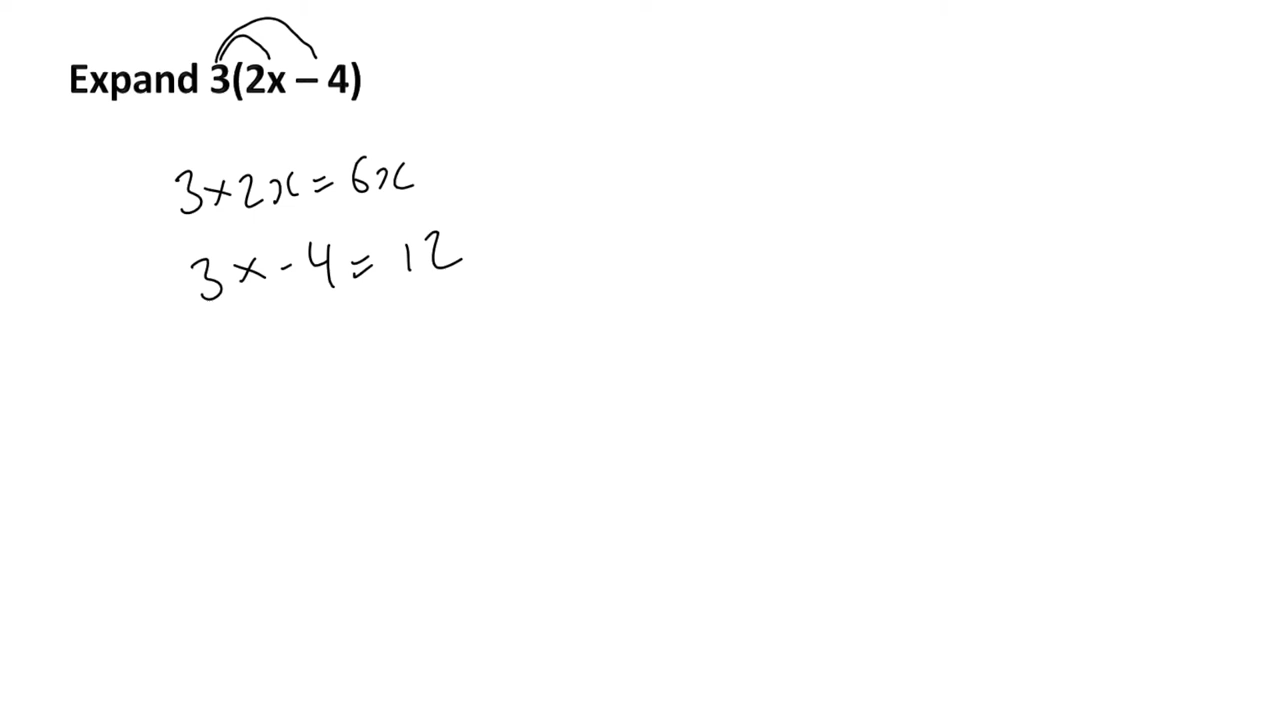 Expand 3(2x – 4)
3×2x=6x
3×-4=12